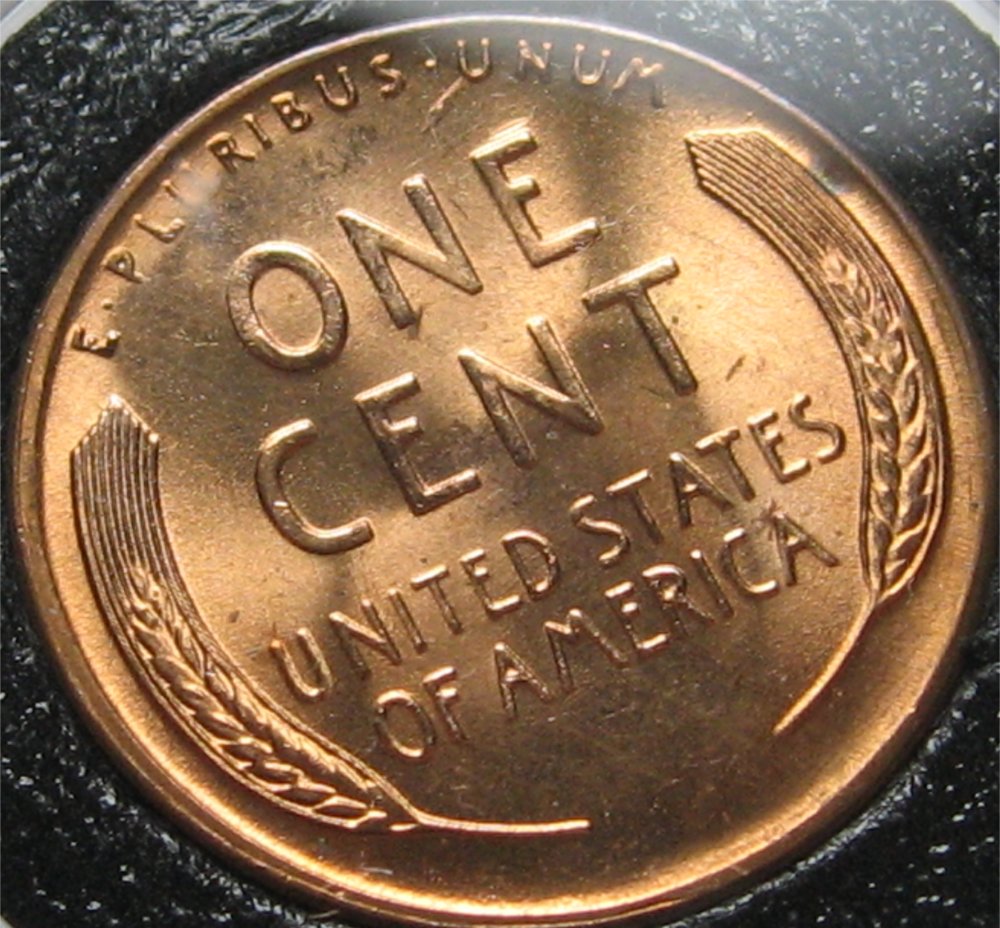 E·PLURIBUS·UNUM
ONE
CENT
UNITED STATES
OF AMERICA